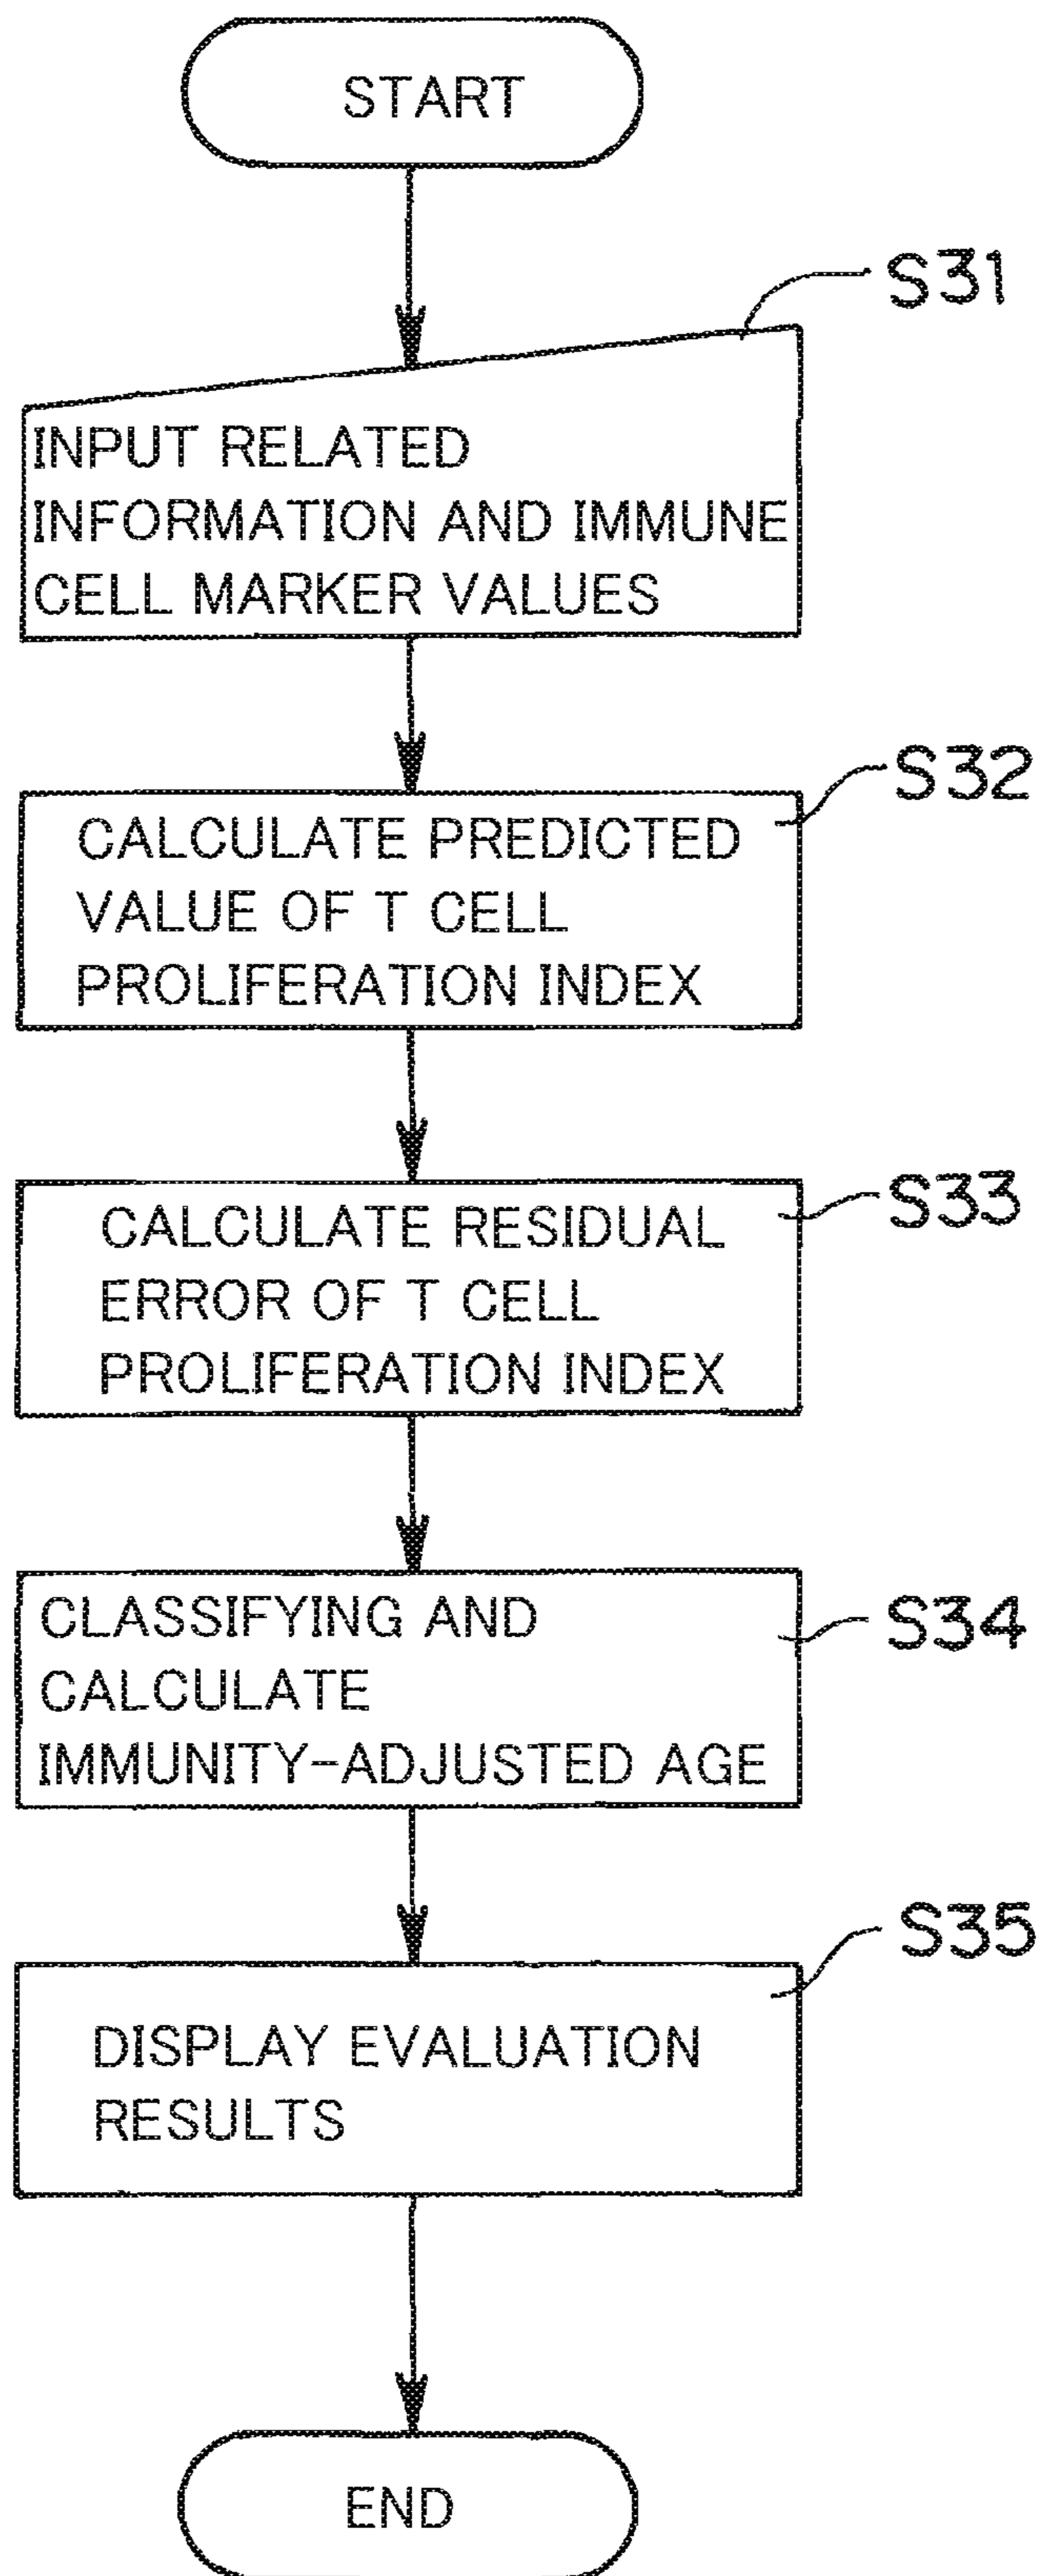 START
S31
INPUT RELATED
INFORMATION AND IMMUNE
CELL MARKER VALUES
S32
CALCULATE PREDICTED
VALUE OF T CELL
PROLIFERATION INDEX
S33
CALCULATE RESIDUAL
ERROR OF T CELL
PROLIFERATION INDEX
S34
CLASSIFYING AND
CALCULATE
IMMUNITY-ADJUSTED AGE
S35
DISPLAY EVALUATION
RESULTS
END